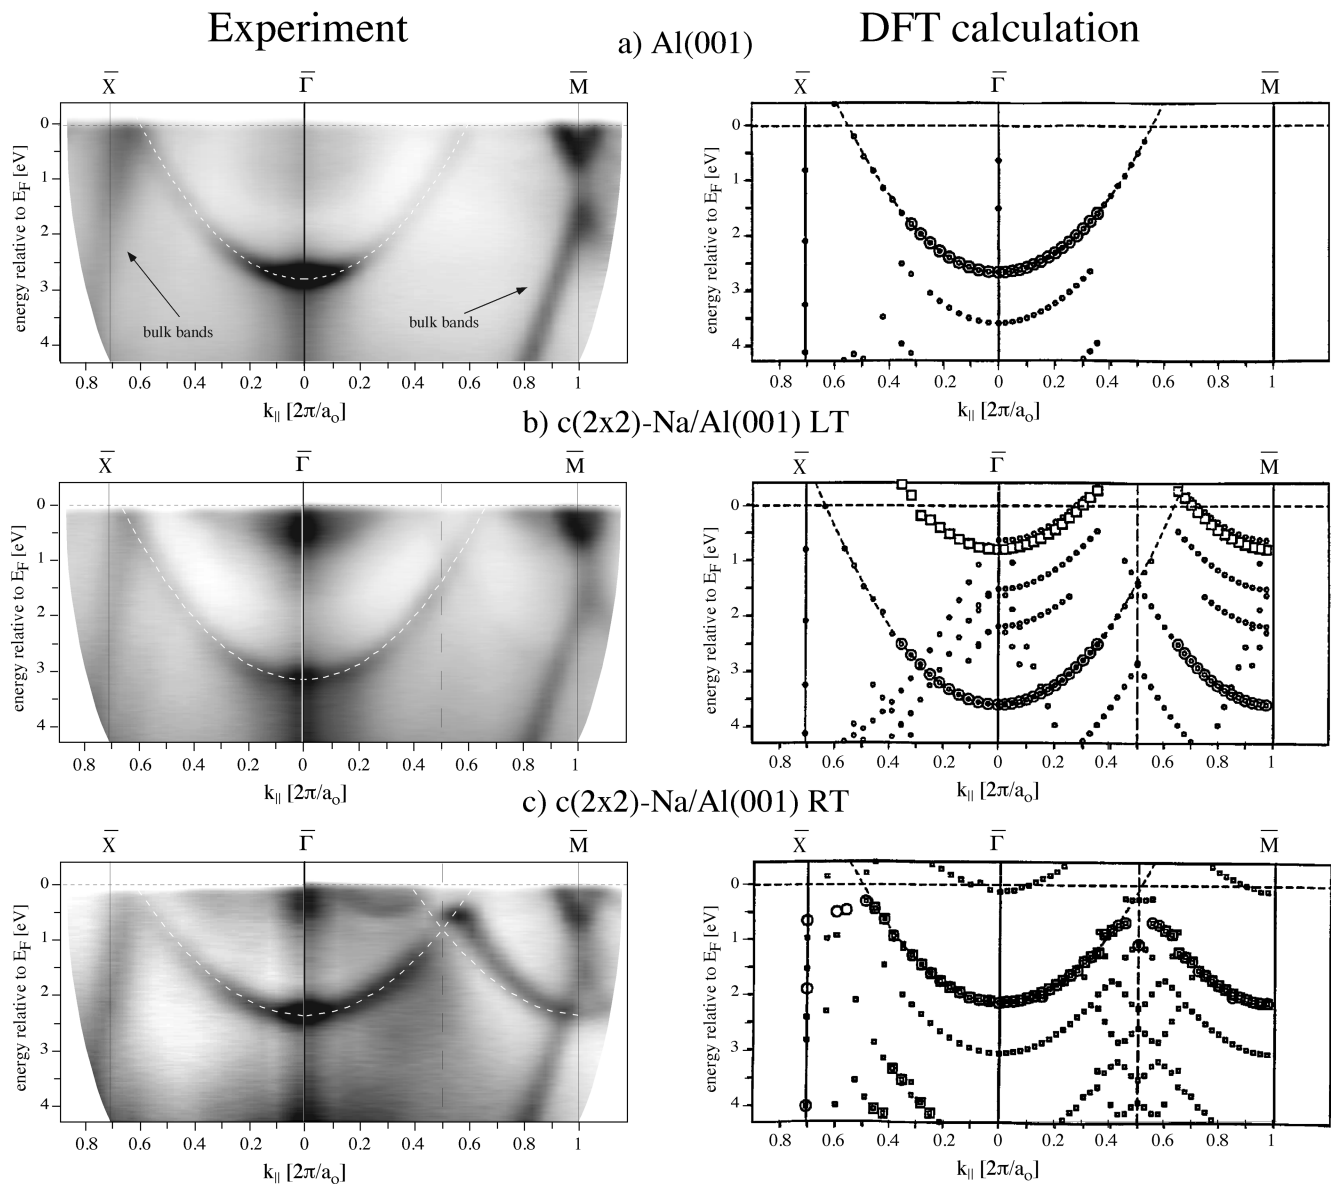 Experiment
DFT calculation
a) Al(001)
X̅ Γ̅ M̅
X̅ Γ̅ M̅
energy relative to E_F [eV]
0
1
2
3
4
bulk bands
bulk bands
0.8 0.6 0.4 0.2 0 0.2 0.4 0.6 0.8 1
k_|| [2π/a_o]
energy relative to E_F [eV]
0
1
2
3
4
0.8 0.6 0.4 0.2 0 0.2 0.4 0.6 0.8 1
k_|| [2π/a_o]
b) c(2x2)-Na/Al(001) LT
X̅ Γ̅ M̅
X̅ Γ̅ M̅
energy relative to E_F [eV]
0
1
2
3
4
0.8 0.6 0.4 0.2 0 0.2 0.4 0.6 0.8 1
k_|| [2π/a_o]
energy relative to E_F [eV]
0
1
2
3
4
0.8 0.6 0.4 0.2 0 0.2 0.4 0.6 0.8 1
k_|| [2π/a_o]
c) c(2x2)-Na/Al(001) RT
X̅ Γ̅ M̅
X̅ Γ̅ M̅
energy relative to E_F [eV]
0
1
2
3
4
0.8 0.6 0.4 0.2 0 0.2 0.4 0.6 0.8 1
k_|| [2π/a_o]
energy relative to E_F [eV]
0
1
2
3
4
0.8 0.6 0.4 0.2 0 0.2 0.4 0.6 0.8 1
k_|| [2π/a_o]